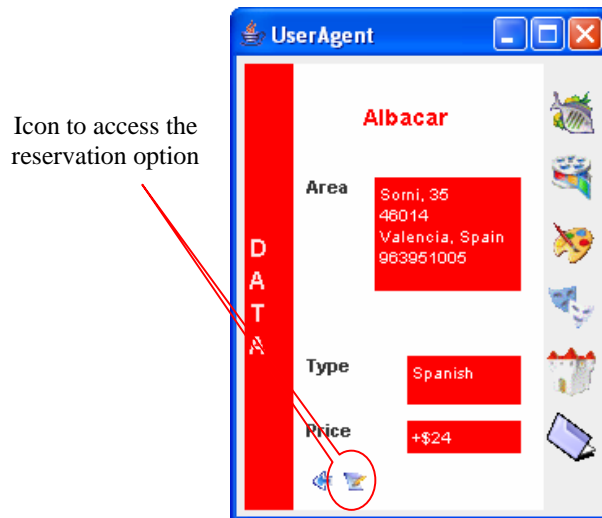 UserAgent
Icon to access the
reservation option
Albacar
Area
Sorni, 35
46014
Valencia, Spain
963951005
DATA
Type
Spanish
Price
+$24